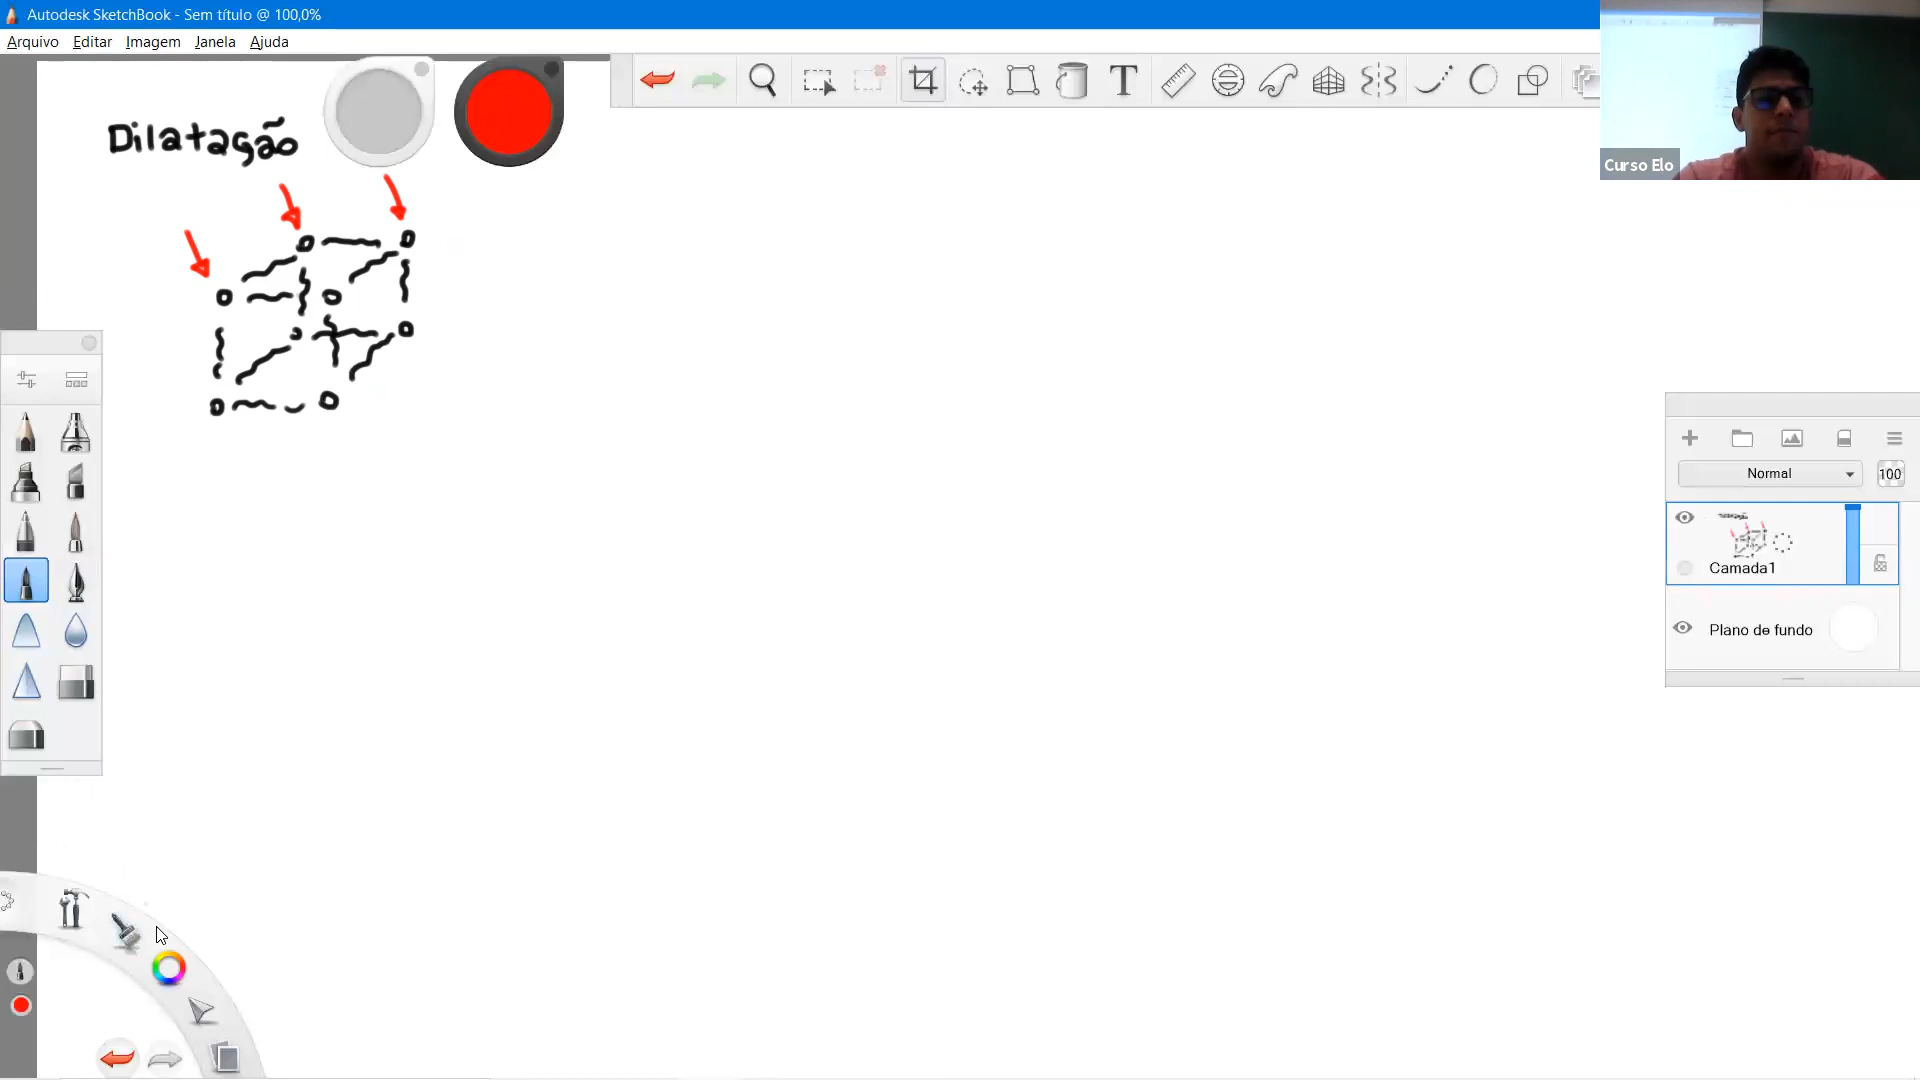 Autodesk SketchBook - Sem título @ 100,0%
Arquivo Editar Imagem Janela Ajuda
T
Curso Elo
Dilatação
Normal
100
Camada1
Plano de fundo